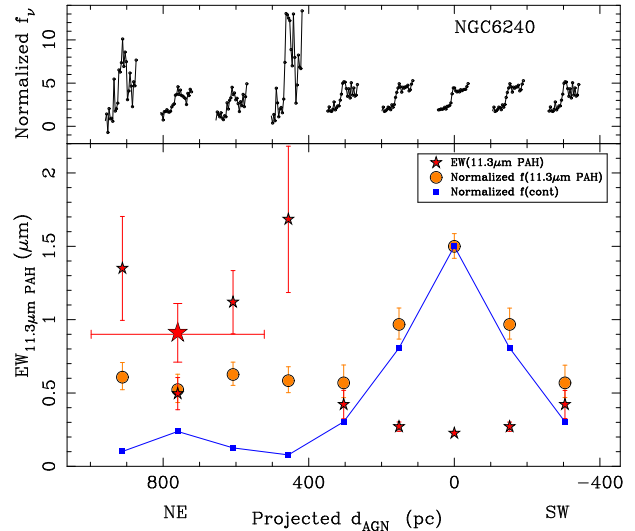 NGC6240
Normalized f_ν
10
5
0
EW(11.3μm PAH)
Normalized f(11.3μm PAH)
Normalized f(cont)
EW_11.3μm PAH (μm)
2
1.5
1
0.5
0
800
400
0
−400
NE
Projected d_AGN (pc)
SW